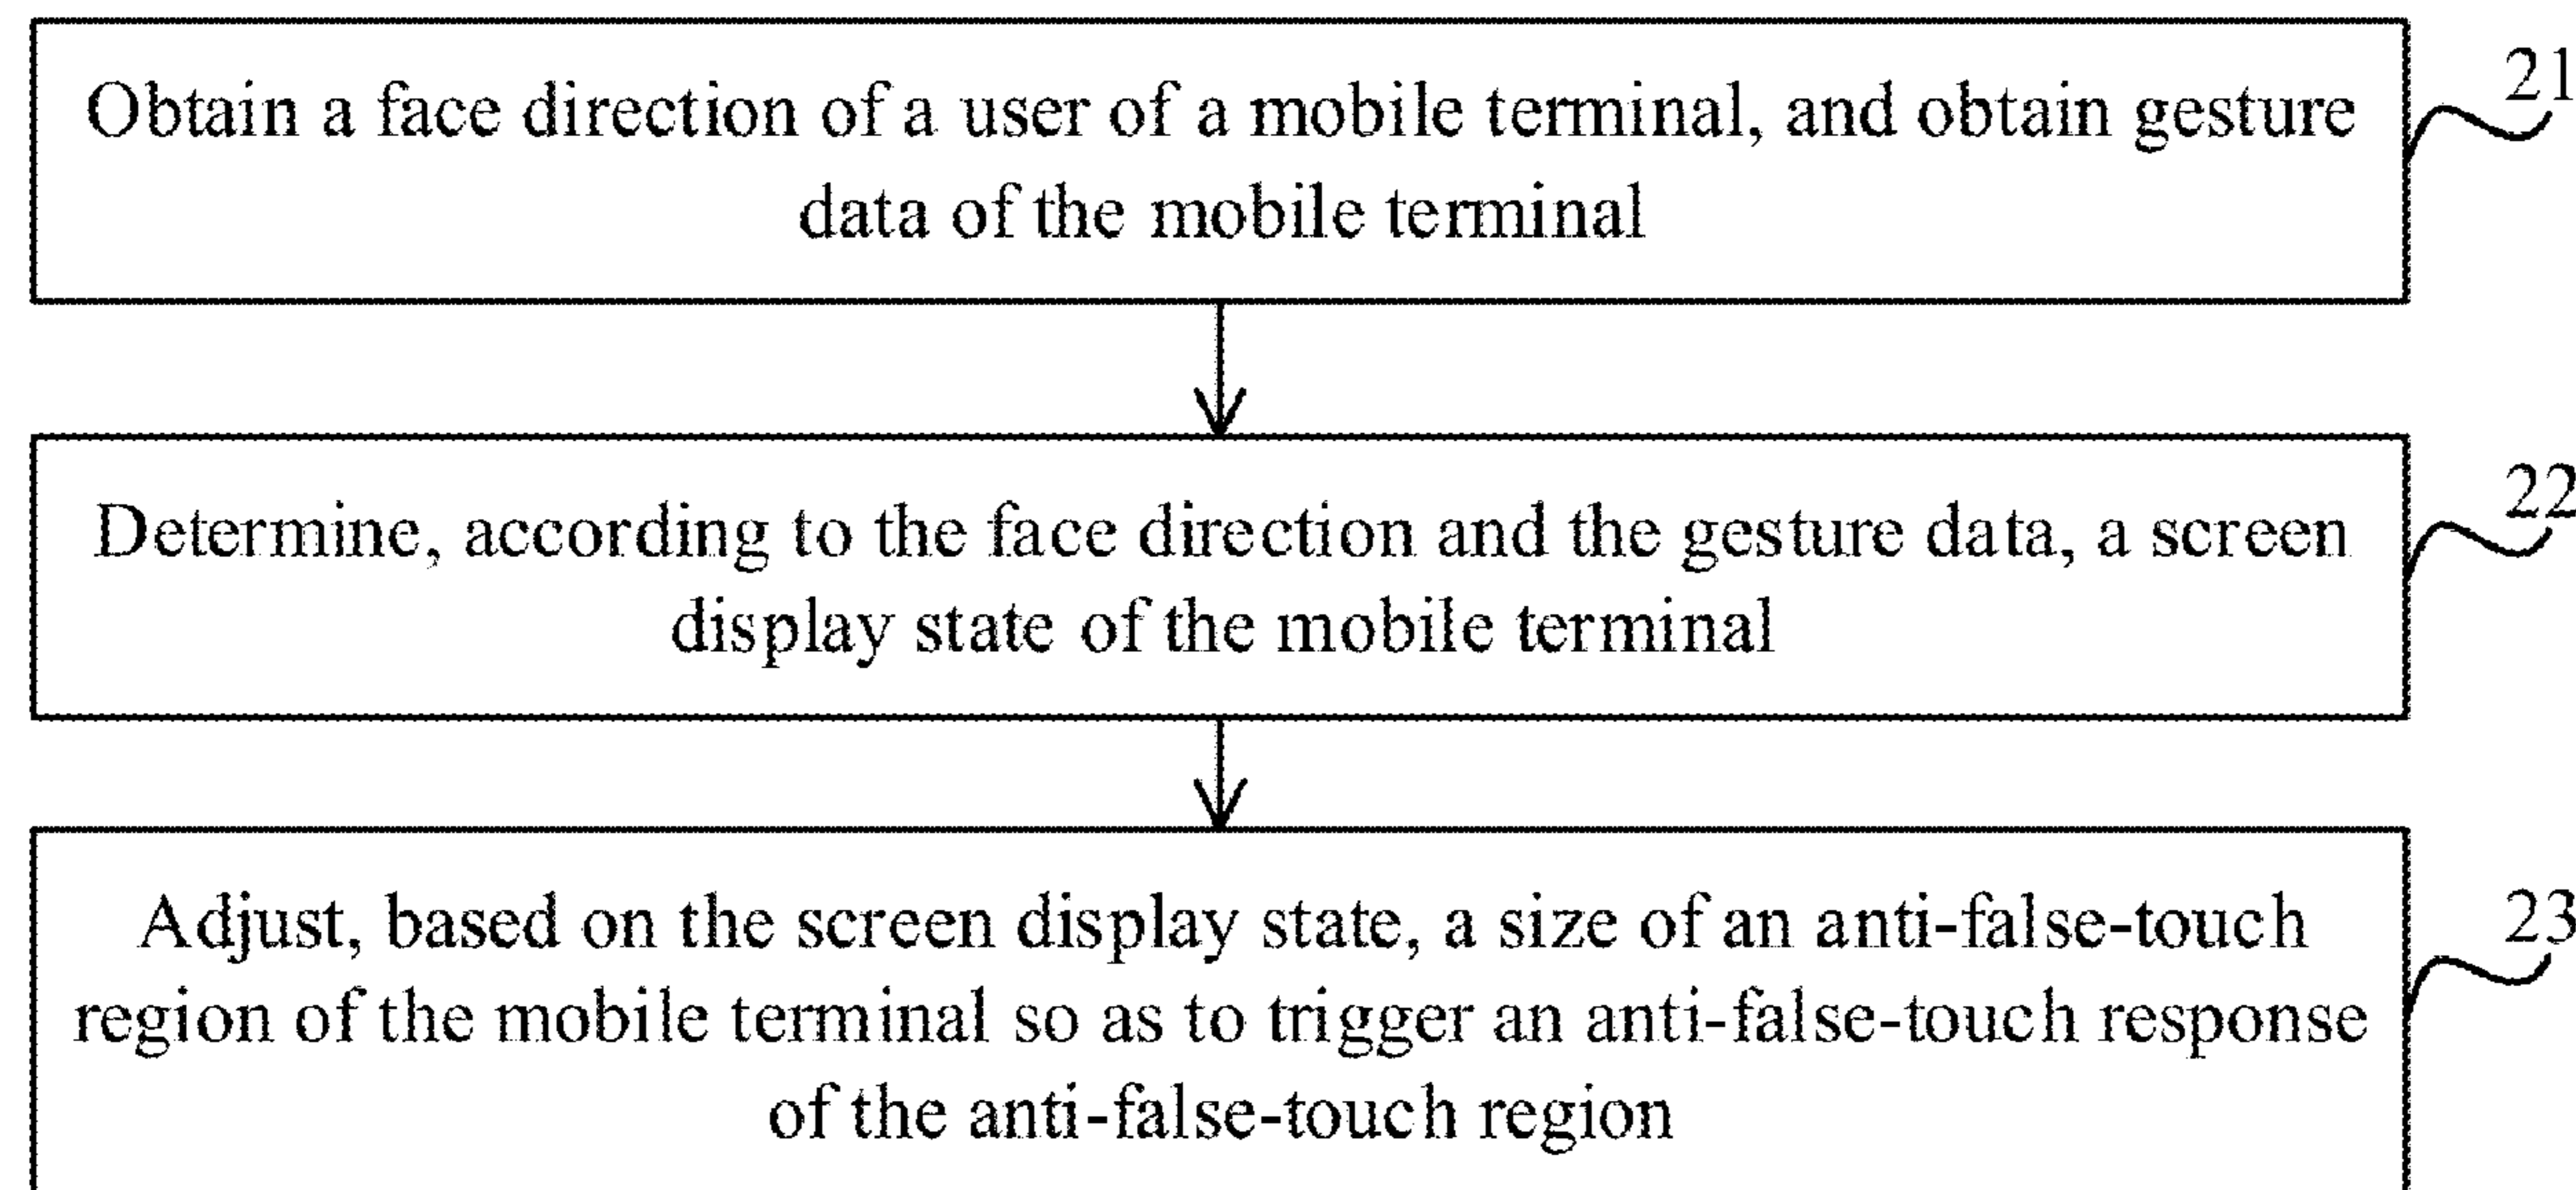 Obtain a face direction of a user of a mobile terminal, and obtain gesture
data of the mobile terminal
21
Determine, according to the face direction and the gesture data, a screen
display state of the mobile terminal
22
Adjust, based on the screen display state, a size of an anti-false-touch
region of the mobile terminal so as to trigger an anti-false-touch response
of the anti-false-touch region
23